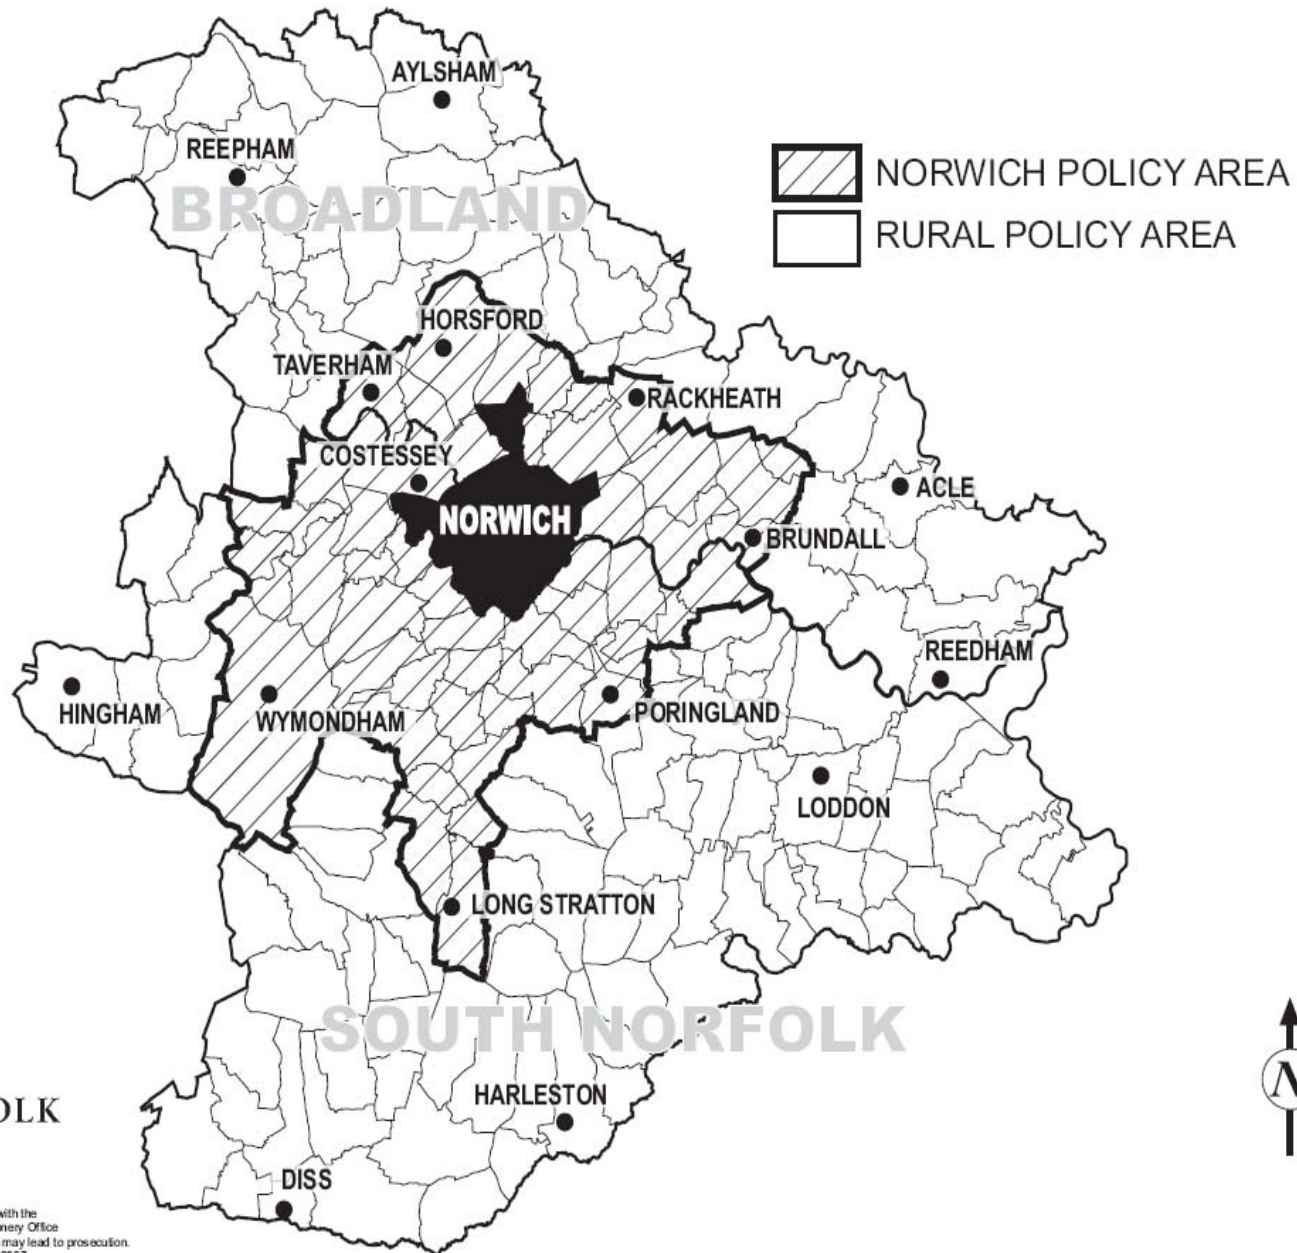 AYLSHAM
REEPHAM
BROADLAND
NORWICH POLICY AREA
RURAL POLICY AREA
HORSFORD
TAVERHAM
RACKHEATH
COSTESSEY
ACLE
NORWICH
BRUNDALL
REEDHAM
HINGHAM
WYMONDHAM
PORINGLAND
LODDON
LONG STRATTON
SOUTH NORFOLK
HARLESTON
N
DISS
with the
Office
may lead to prosecution.